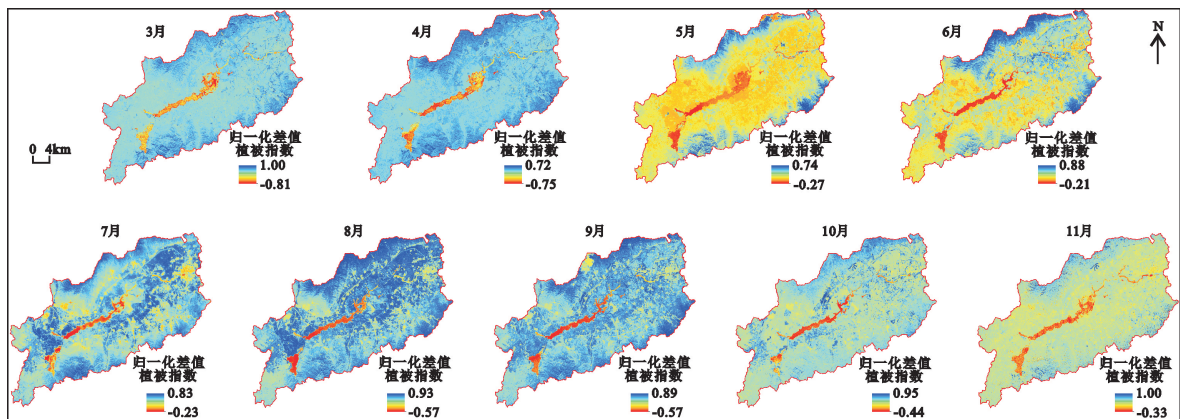 3月
4月
5月
6月
N
0 4km
归一化差值
植被指数
1.00
-0.81
归一化差值
植被指数
0.72
-0.75
归一化差值
植被指数
0.74
-0.27
归一化差值
植被指数
0.88
-0.21
7月
8月
9月
10月
11月
归一化差值
植被指数
0.83
-0.23
归一化差值
植被指数
0.93
-0.57
归一化差值
植被指数
0.89
-0.57
归一化差值
植被指数
0.95
-0.44
归一化差值
植被指数
1.00
-0.33